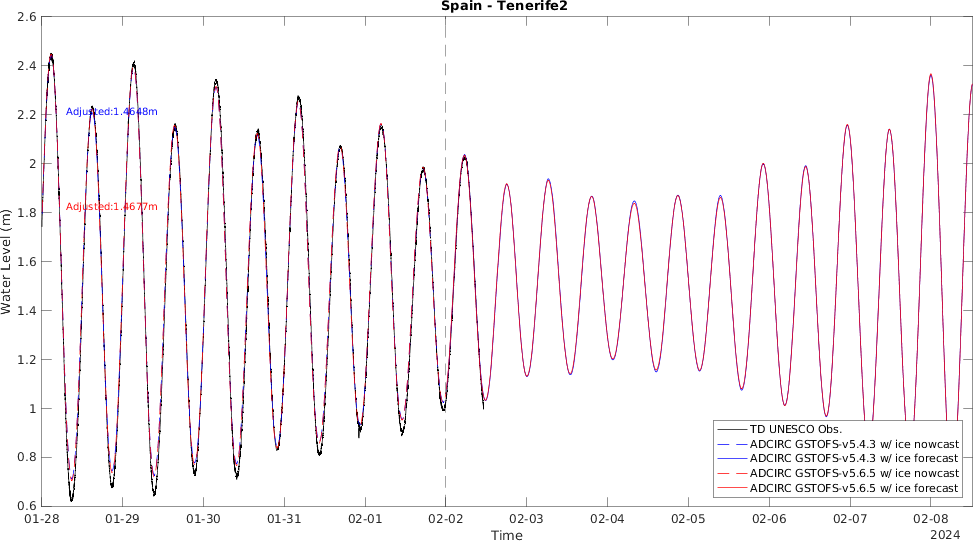 Spain - Tenerife2
2.6
2.4
2.2
2
1.8
1.6
1.4
1.2
1
0.8
0.6
Water Level (m)
Adjusted:1.4648m
Adjusted:1.4677m
TD UNESCO Obs.
ADCIRC GSTOFS-v5.4.3 w/ ice nowcast
ADCIRC GSTOFS-v5.4.3 w/ ice forecast
ADCIRC GSTOFS-v5.6.5 w/ ice nowcast
ADCIRC GSTOFS-v5.6.5 w/ ice forecast
01-28 01-29 01-30 01-31 02-01 02-02 02-03 02-04 02-05 02-06 02-07 02-08
Time
2024